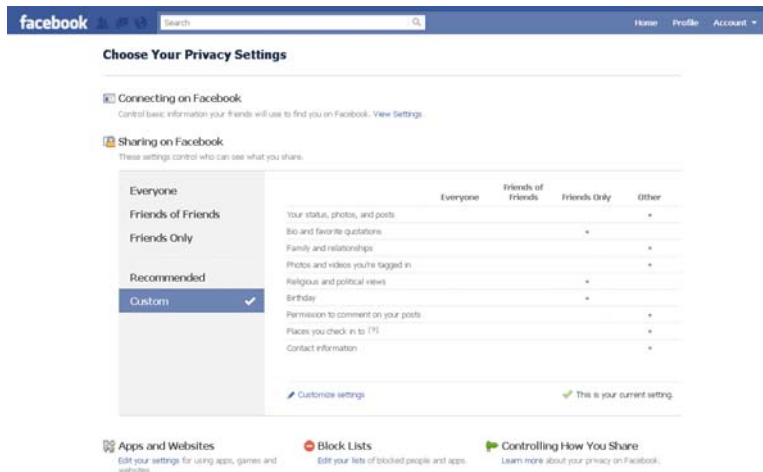 facebook Search Home Profile Account
Choose Your Privacy Settings
Connecting on Facebook
Control basic information your friends will use to find you on Facebook. View Settings
Sharing on Facebook
These settings control who can see what you share.
Everyone
Friends of Friends
Friends Only
Recommended
Custom
Everyone Friends of Friends Friends Only Other
Your status, photos, and posts
Bio and favorite quotations
Family and relationships
Photos and videos you're tagged in
Religious and political views
Birthday
Permission to comment on your posts
Places you check in to [?]
Contact information
Customize settings
This is your current setting.
Apps and Websites
Edit your settings for using apps, games and
websites.
Block Lists
Edit your lists of blocked people and apps.
Controlling How You Share
Learn more about your privacy on Facebook.